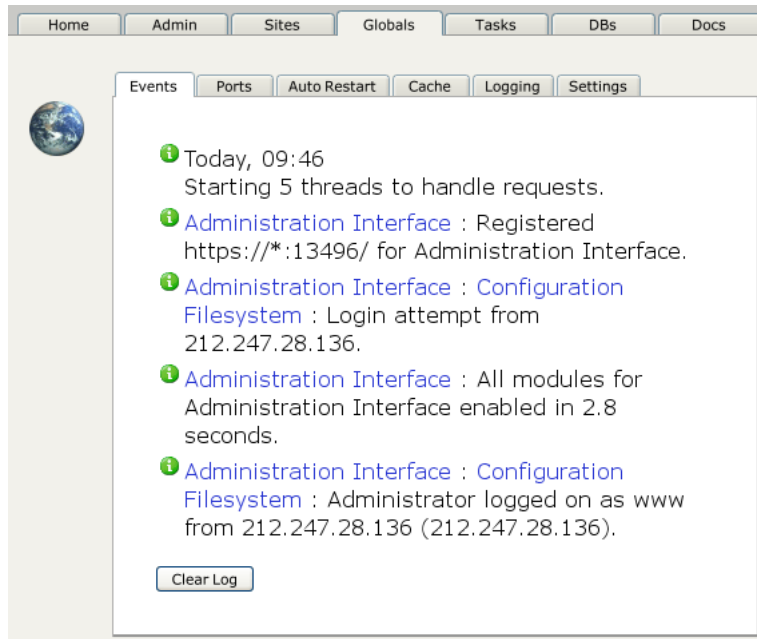 Home Admin Sites Globals Tasks DBs Docs
Events Ports Auto Restart Cache Logging Settings
Today, 09:46
Starting 5 threads to handle requests.
Administration Interface : Registered
https://*:13496/ for Administration Interface.
Administration Interface : Configuration
Filesystem : Login attempt from
212.247.28.136.
Administration Interface : All modules for
Administration Interface enabled in 2.8
seconds.
Administration Interface : Configuration
Filesystem : Administrator logged on as www
from 212.247.28.136 (212.247.28.136).
Clear Log